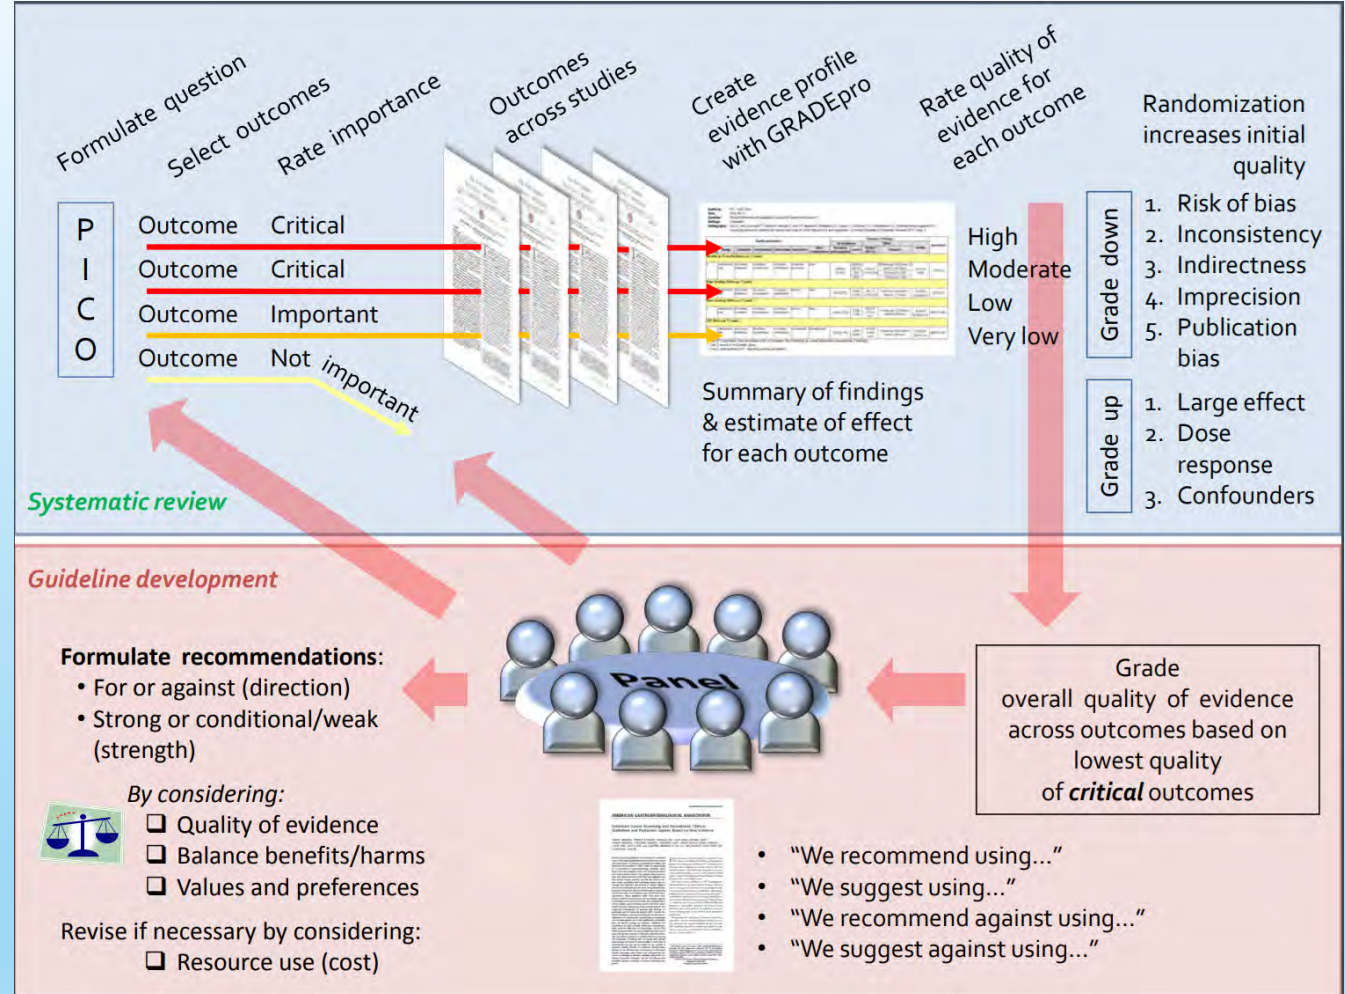 Formulate question
Select outcomes
Rate importance
Outcomes
across studies
Create
evidence profile
with GRADEpro
Rate quality of
evidence for
each outcome
Randomization
increases initial
quality
P
I
C
O
Outcome Critical
Outcome Critical
Outcome Important
Outcome Not important
High
Moderate
Low
Very low
Summary of findings
& estimate of effect
for each outcome
Grade down
1. Risk of bias
2. Inconsistency
3. Indirectness
4. Imprecision
5. Publication
bias
Grade up
1. Large effect
2. Dose
response
3. Confounders
Systematic review
Guideline development
Formulate recommendations:
• For or against (direction)
• Strong or conditional/weak
(strength)
By considering:
❑ Quality of evidence
❑ Balance benefits/harms
❑ Values and preferences
Revise if necessary by considering:
❑ Resource use (cost)
Panel
Grade
overall quality of evidence
across outcomes based on
lowest quality
of critical outcomes
AMERICAN GASTROENTEROLOGICAL ASSOCIATION
• “We recommend using…”
• “We suggest using…”
• “We recommend against using…”
• “We suggest against using…”